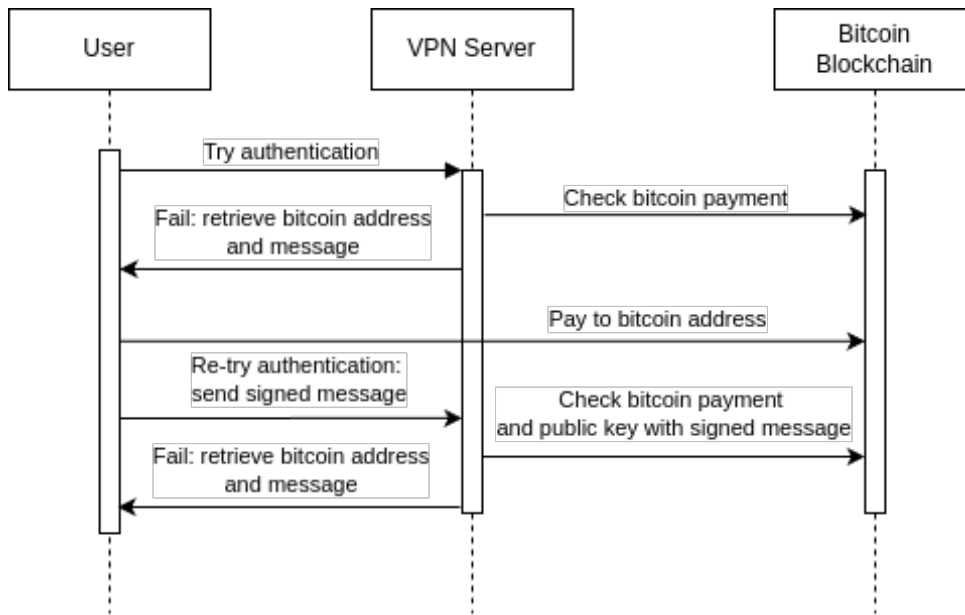 User
VPN Server
Bitcoin
Blockchain
Try authentication
Check bitcoin payment
Fail: retrieve bitcoin address
and message
Pay to bitcoin address
Re-try authentication:
send signed message
Check bitcoin payment
and public key with signed message
Fail: retrieve bitcoin address
and message